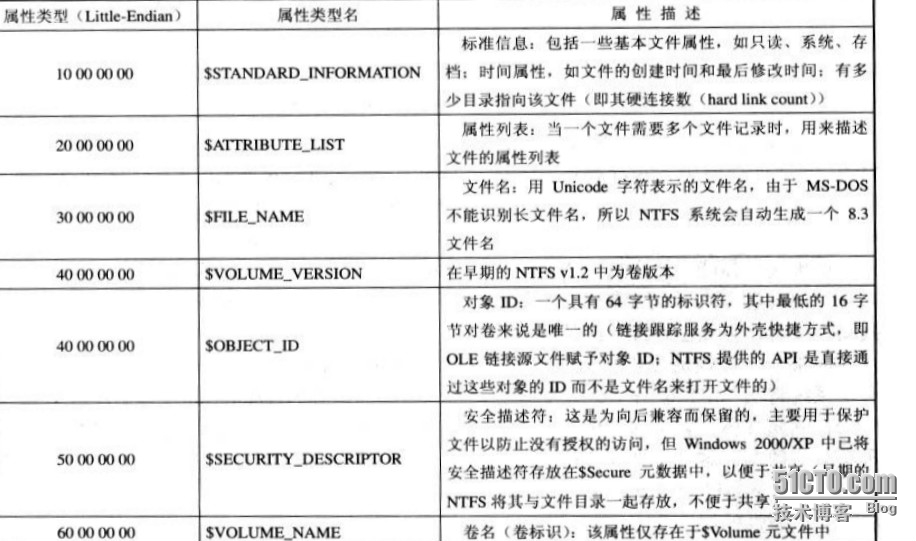 属性类型（Little-Endian） 属性类型名 属性描述
10 00 00 00 $STANDARD_INFORMATION 标准信息：包括一些基本文件属性，如只读、系统、存
档；时间属性，如文件的创建时间和最后修改时间；有多
少目录指向该文件（即其硬连接数（hard link count））
20 00 00 00 $ATTRIBUTE_LIST 属性列表：当一个文件需要多个文件记录时，用来描述
文件的属性列表
30 00 00 00 $FILE_NAME 文件名：用 Unicode 字符表示的文件名，由于 MS-DOS
不能识别长文件名，所以 NTFS 系统会自动生成一个 8.3
文件名
40 00 00 00 $VOLUME_VERSION 在早期的 NTFS v1.2 中为卷版本
40 00 00 00 $OBJECT_ID 对象 ID：一个具有 64 字节的标识符，其中最低的 16 字
节对卷来说是唯一的（链接跟踪服务为外壳快捷方式，即
OLE 链接源文件赋予对象 ID；NTFS 提供的 API 是直接通
过这些对象的 ID 而不是文件名来打开文件的）
50 00 00 00 $SECURITY_DESCRIPTOR 安全描述符：这是为向后兼容而保留的，主要用于保护
文件以防止没有授权的访问，但 Windows 2000/XP 中已将
安全描述符存放在$Secure 元数据中，以便于
NTFS 将其与文件目录一起存放，不便于共享
60 00 00 00 $VOLUME_NAME 卷名（卷标识）：该属性仅存在于$Volume 元文件中
51CTO.com
技术博客 Blog